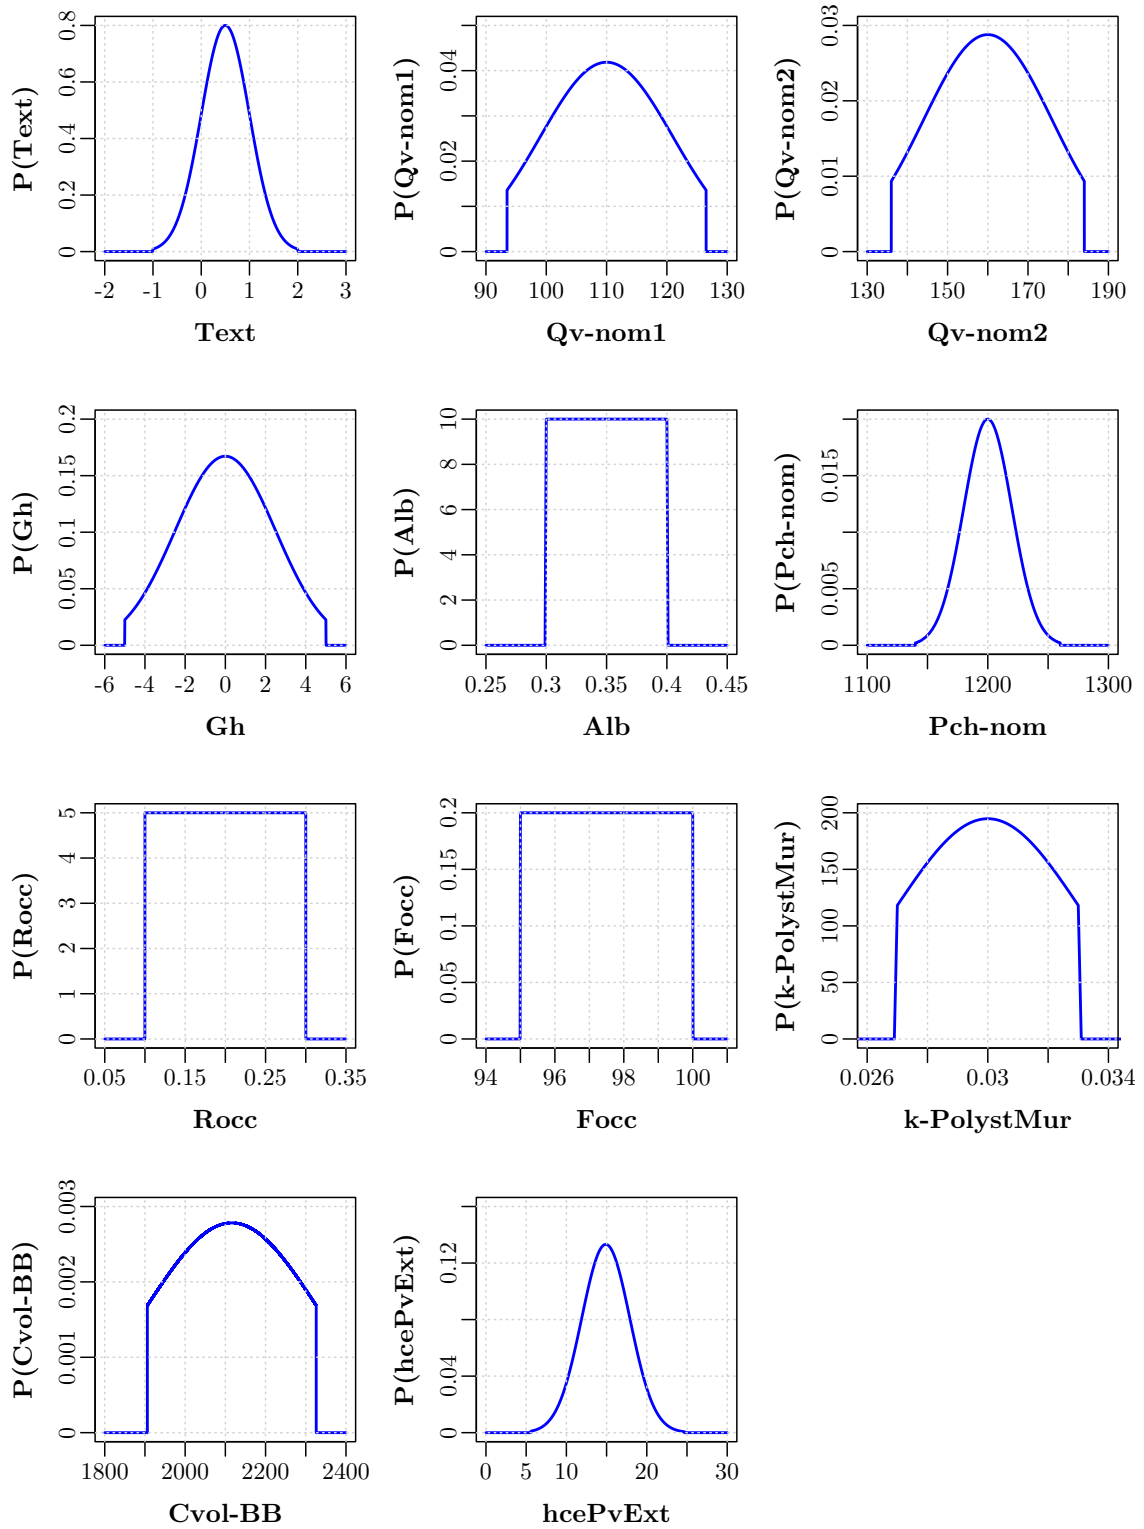 P(Text)
0 0.2 0.4 0.6 0.8
-2 -1 0 1 2 3
Text
P(Qv-nom1)
0 0.02 0.04
90 100 110 120 130
Qv-nom1
P(Qv-nom2)
0 0.01 0.02 0.03
130 150 170 190
Qv-nom2
P(Gh)
0 0.05 0.1 0.15 0.2
-6 -4 -2 0 2 4 6
Gh
P(Alb)
0 2 4 6 8 10
0.25 0.3 0.35 0.4 0.45
Alb
P(Pch-nom)
0 0.005 0.015
1100 1200 1300
Pch-nom
P(Rocc)
0 1 2 3 4 5
0.05 0.15 0.25 0.35
Rocc
P(Focc)
0 0.05 0.1 0.15 0.2
94 96 98 100
Focc
P(k-PolystMur)
0 50 100 150 200
0.026 0.03 0.034
k-PolystMur
P(Cvol-BB)
0 0.001 0.002 0.003
1800 2000 2200 2400
Cvol-BB
P(hcePvExt)
0 0.04 0.12
0 5 10 20 30
hcePvExt